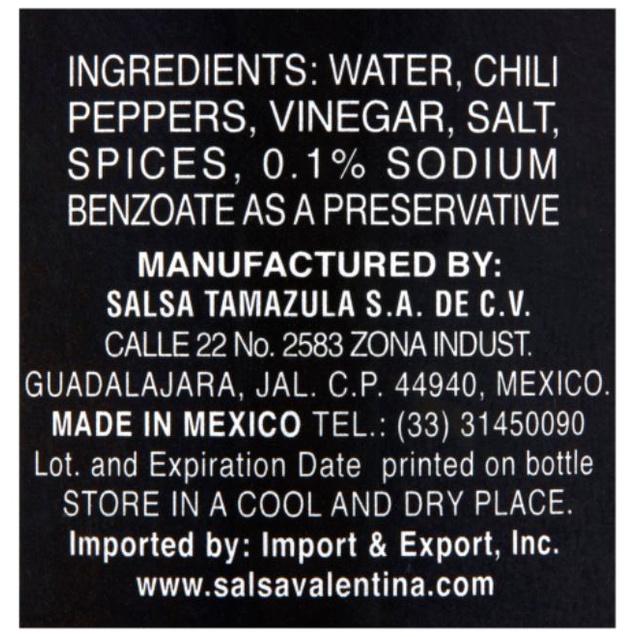 INGREDIENTS: WATER, CHILI
PEPPERS, VINEGAR, SALT,
SPICES, 0.1% SODIUM
BENZOATE AS A PRESERVATIVE
MANUFACTURED BY:
SALSA TAMAZULA S.A. DE C.V.
CALLE 22 No. 2583 ZONA INDUST.
GUADALAJARA, JAL. C.P. 44940, MEXICO.
MADE IN MEXICO TEL.: (33) 31450090
Lot. and Expiration Date printed on bottle
STORE IN A COOL AND DRY PLACE.
Imported by: Import & Export, Inc.
www.salsavalentina.com